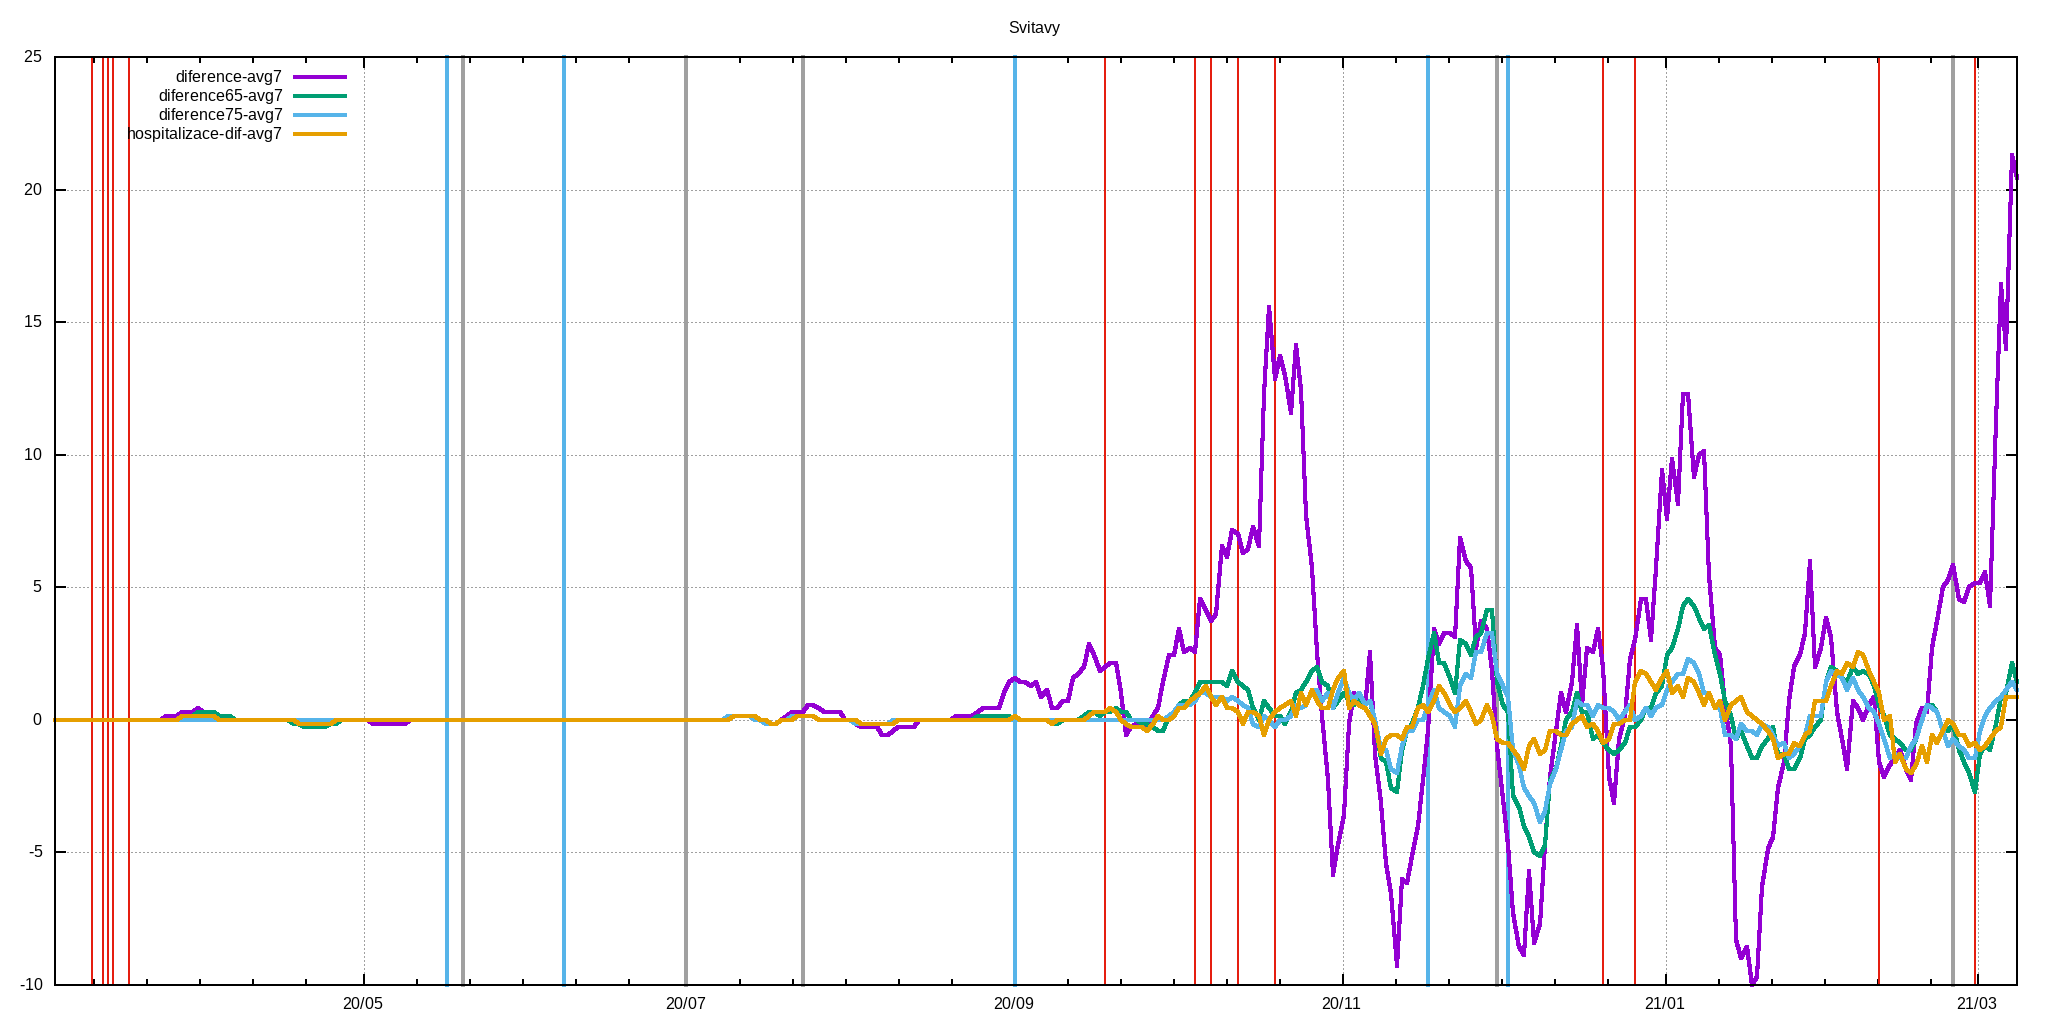 Svitavy
25
diference-avg7
diference65-avg7
diference75-avg7
hospitalizace-dif-avg7
20
15
10
5
0
-5
-10
20/05 20/07 20/09 20/11 21/01 21/03